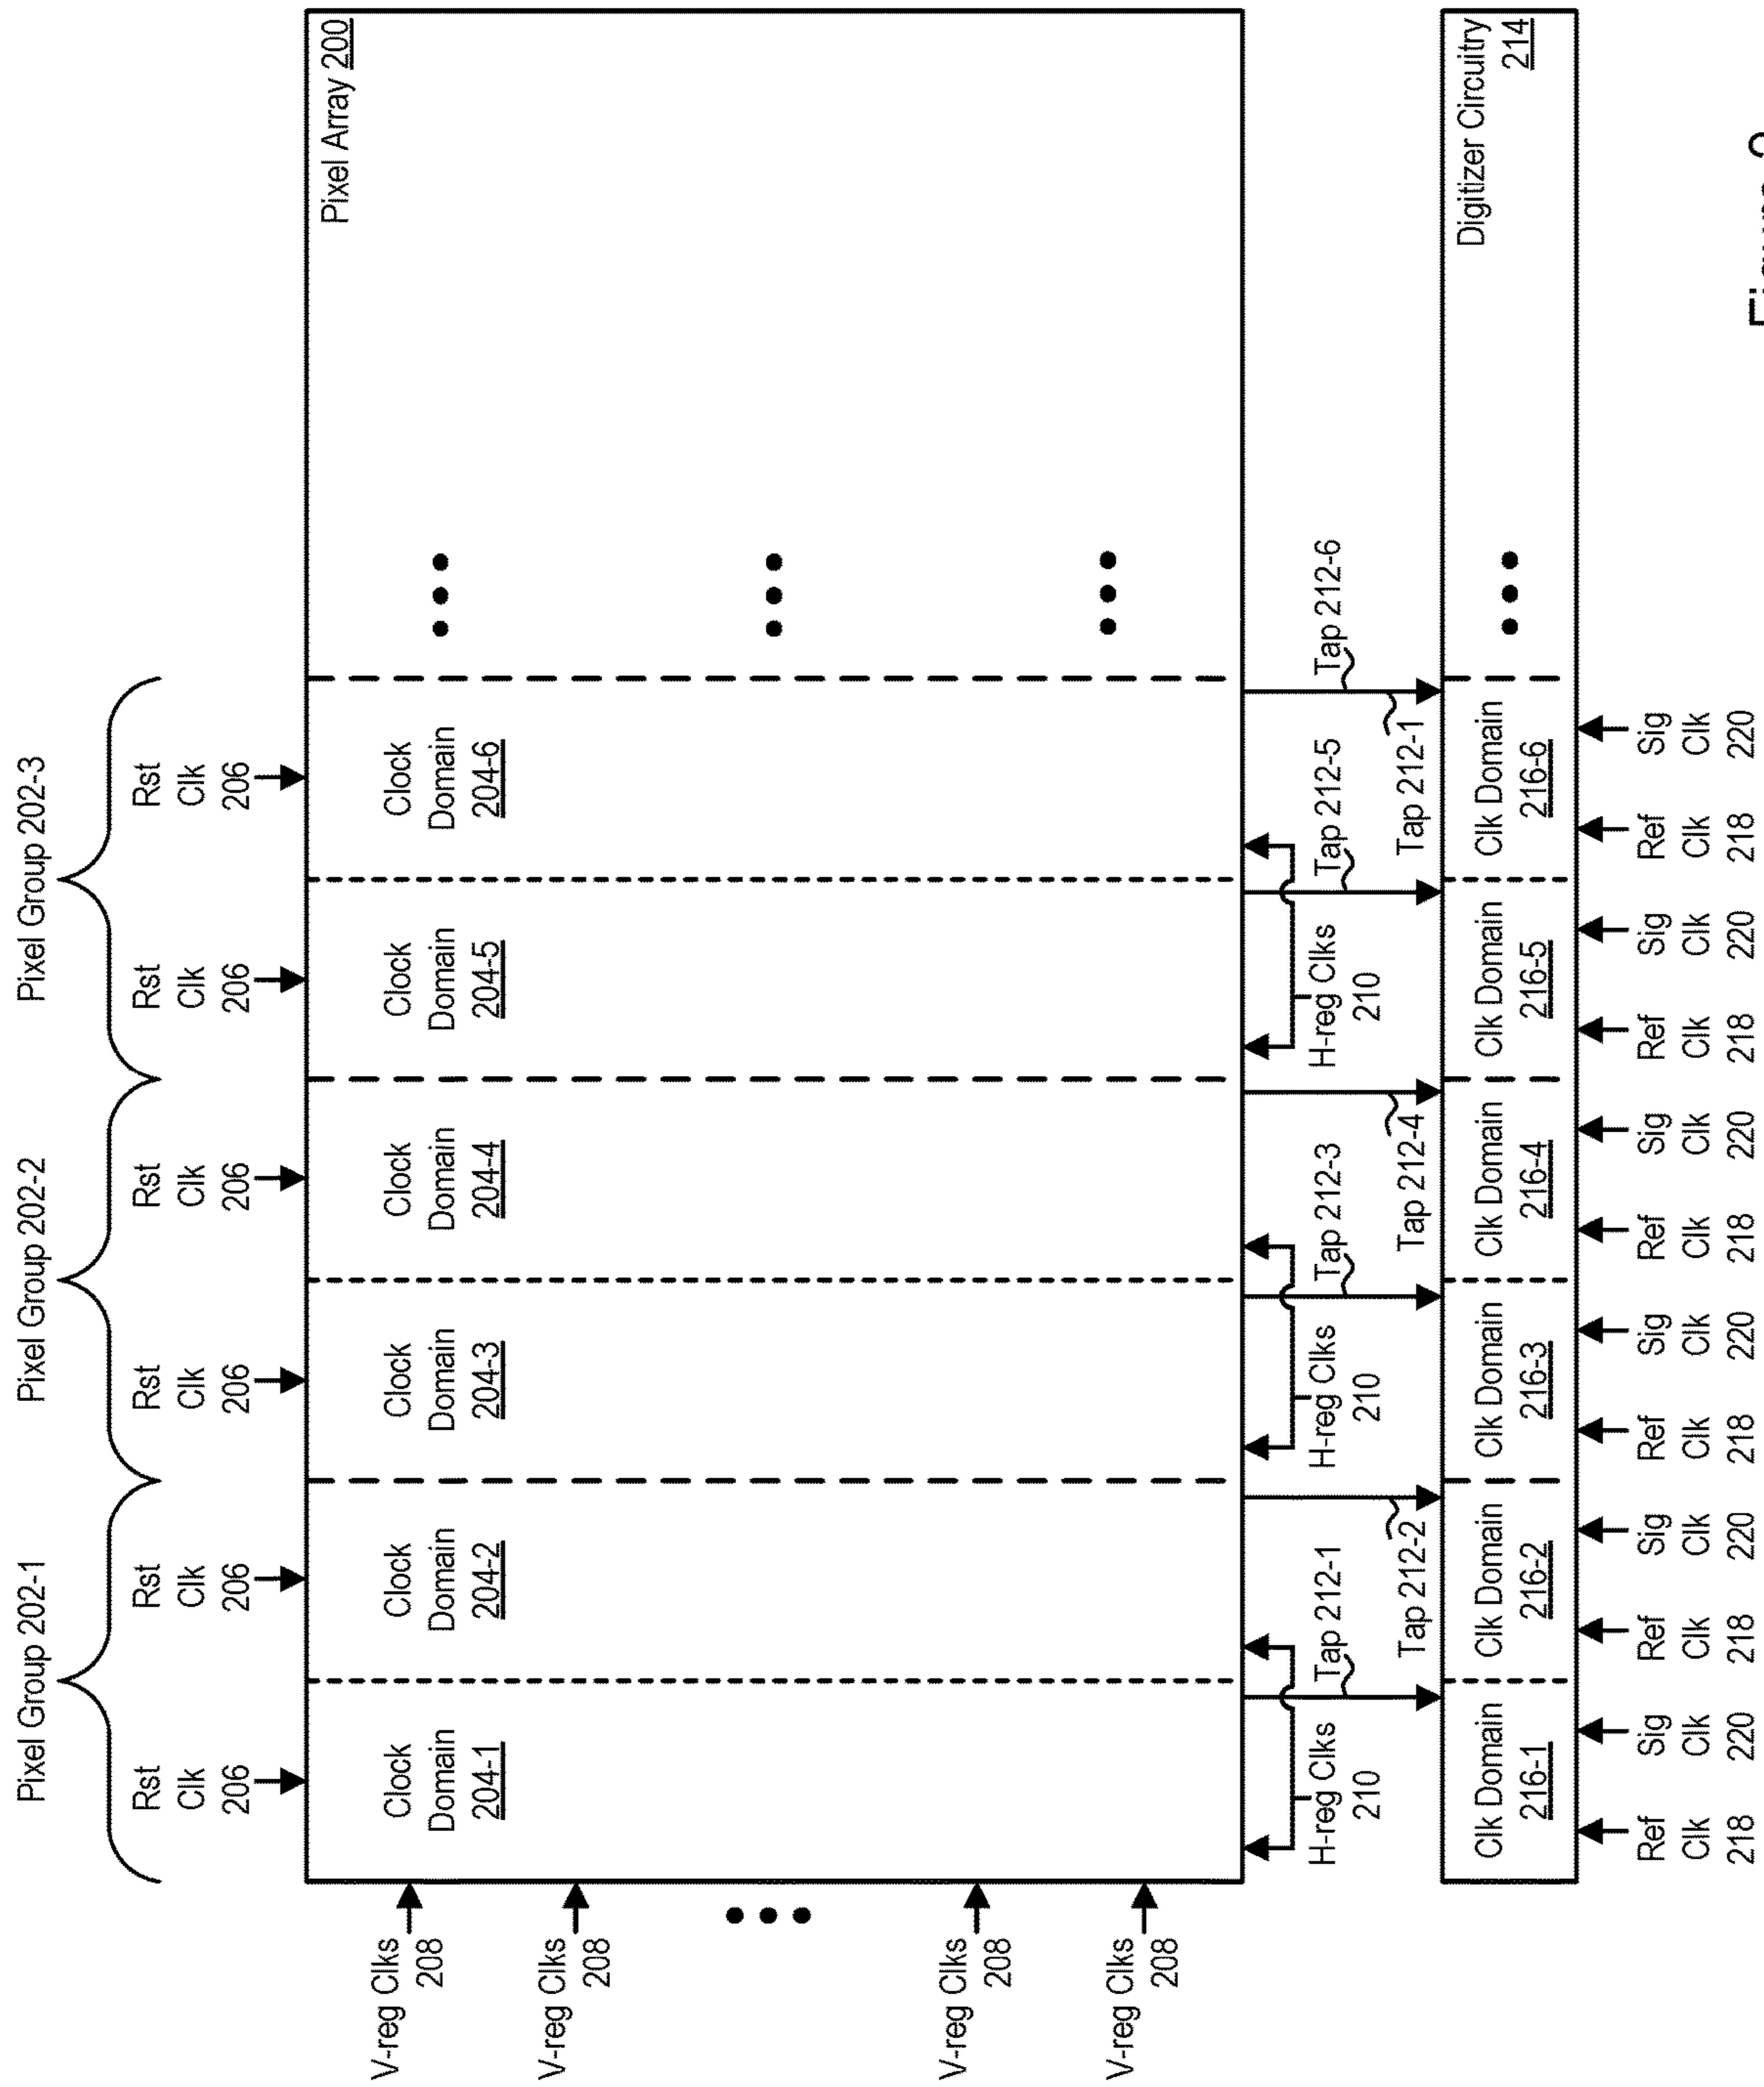 Pixel Group 202-1
Pixel Group 202-2
Pixel Group 202-3
Rst
Clk
206
Rst
Clk
206
Rst
Clk
206
Rst
Clk
206
Rst
Clk
206
Rst
Clk
206
Pixel Array 200
V-reg Clks
208
V-reg Clks
208
V-reg Clks
208
V-reg Clks
208
Clock
Domain
204-1
Clock
Domain
204-2
Clock
Domain
204-3
Clock
Domain
204-4
Clock
Domain
204-5
Clock
Domain
204-6
H-reg Clks
210
Tap 212-1
Tap 212-2
H-reg Clks
210
Tap 212-3
Tap 212-4
H-reg Clks
210
Tap 212-5
Tap 212-1
Tap 212-6
Digitizer Circuitry
214
Clk Domain
216-1
Clk Domain
216-2
Clk Domain
216-3
Clk Domain
216-4
Clk Domain
216-5
Clk Domain
216-6
Ref
Clk
218
Sig
Clk
220
Ref
Clk
218
Sig
Clk
220
Ref
Clk
218
Sig
Clk
220
Ref
Clk
218
Sig
Clk
220
Ref
Clk
218
Sig
Clk
220
Ref
Clk
218
Sig
Clk
220
Figure